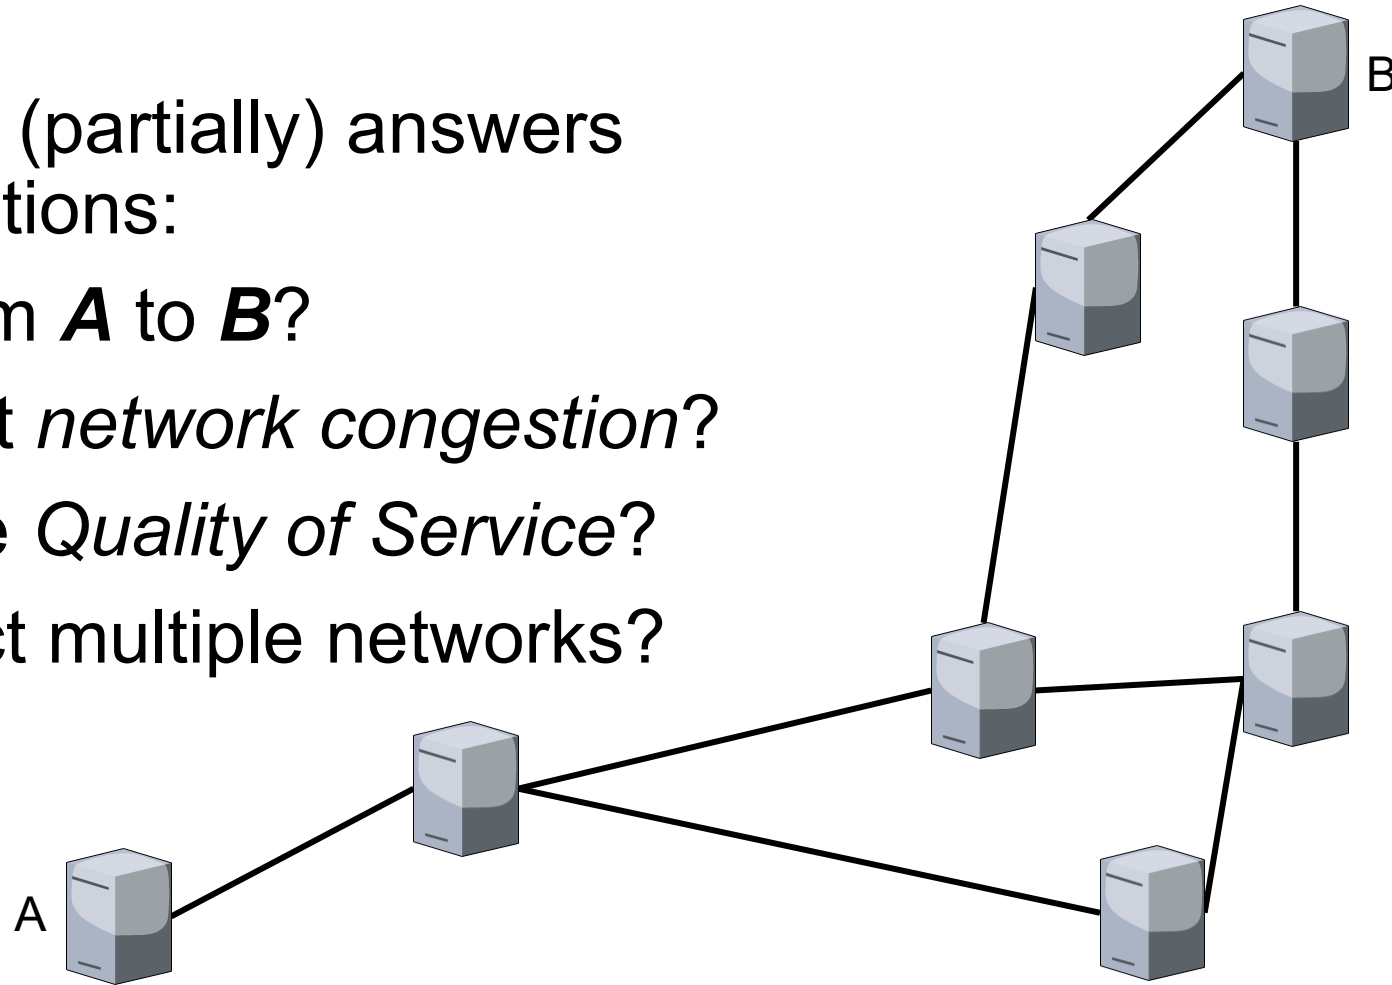 (partially) answers
tions:
m A to B?
t network congestion?
e Quality of Service?
ct multiple networks?
B
A